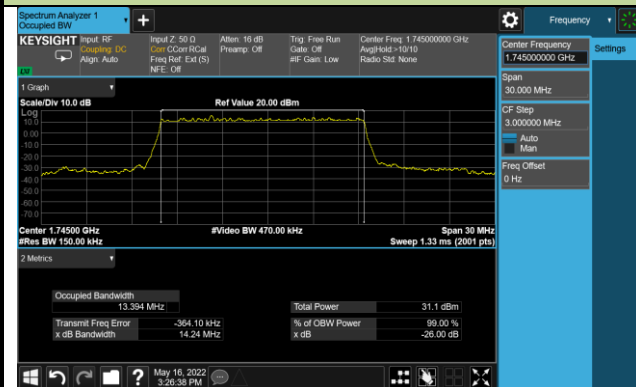 Spectrum Analyzer 1
Occupied BW
Frequency
KEYSIGHT
Input: RF
Coupling: DC
Align: Auto
Input Z: 50 Ω
Corr CCorr RCal
Freq Ref: Ext (S)
NFE: Off
Atten: 16 dB
Preamp: Off
Trig: Free Run
Gate: Off
#IF Gain: Low
Center Freq: 1.745000000 GHz
Avg|Hold:>10/10
Radio Std: None
Center Frequency
1.745000000 GHz
Settings
Span
30.000 MHz
CF Step
3.000000 MHz
Auto
Man
Freq Offset
0 Hz
1 Graph
Scale/Div 10.0 dB
Ref Value 20.00 dBm
Log
10.0
0.00
-10.0
-20.0
-30.0
-40.0
-50.0
-60.0
-70.0
Center 1.74500 GHz
#Video BW 470.00 kHz
Span 30 MHz
#Res BW 150.00 kHz
Sweep 1.33 ms (2001 pts)
2 Metrics
Occupied Bandwidth
13.394 MHz
Total Power
31.1 dBm
Transmit Freq Error
-364.10 kHz
% of OBW Power
99.00 %
x dB Bandwidth
14.24 MHz
x dB
-26.00 dB
?
May 16, 2022
3:26:38 PM